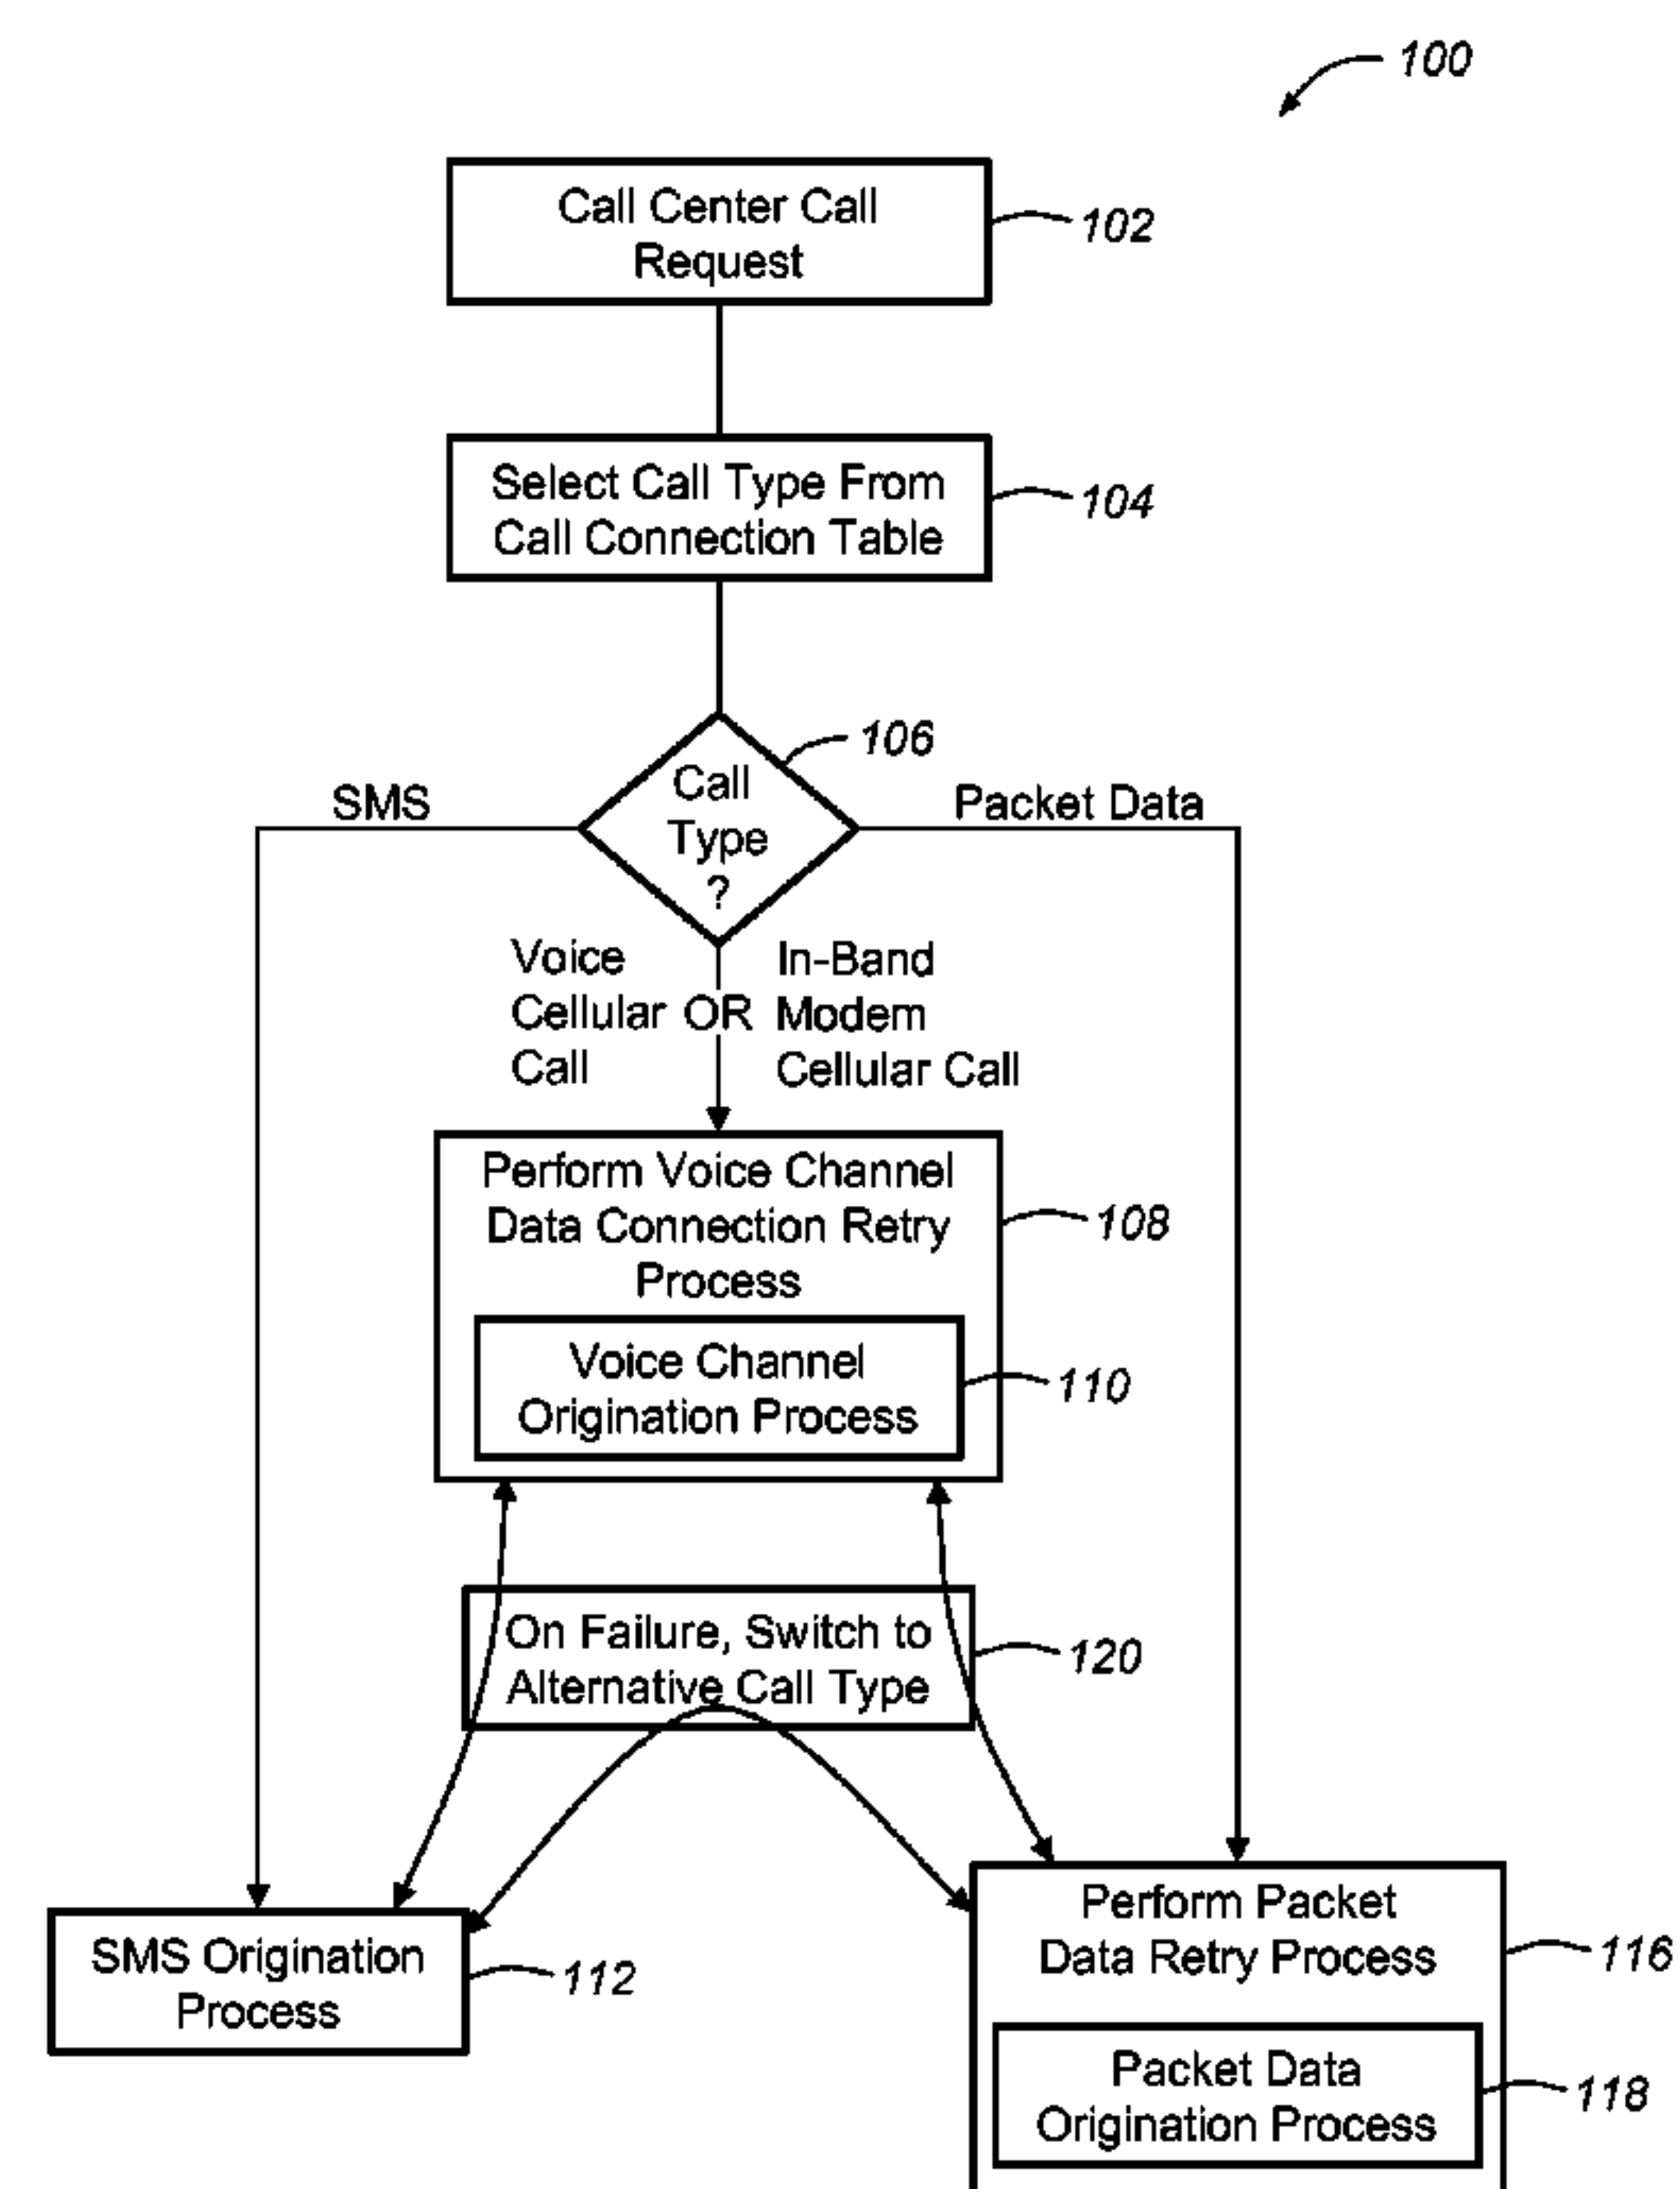 100
Call Center Call
Request
102
Select Call Type From
Call Connection Table
104
106
Call
Type
?
SMS
Packet Data
Voice
Cellular
Call
OR
In-Band
Modem
Cellular Call
Perform Voice Channel
Data Connection Retry
Process
108
Voice Channel
Origination Process
110
On Failure, Switch to
Alternative Call Type
120
SMS Origination
Process
112
Perform Packet
Data Retry Process
116
Packet Data
Origination Process
118